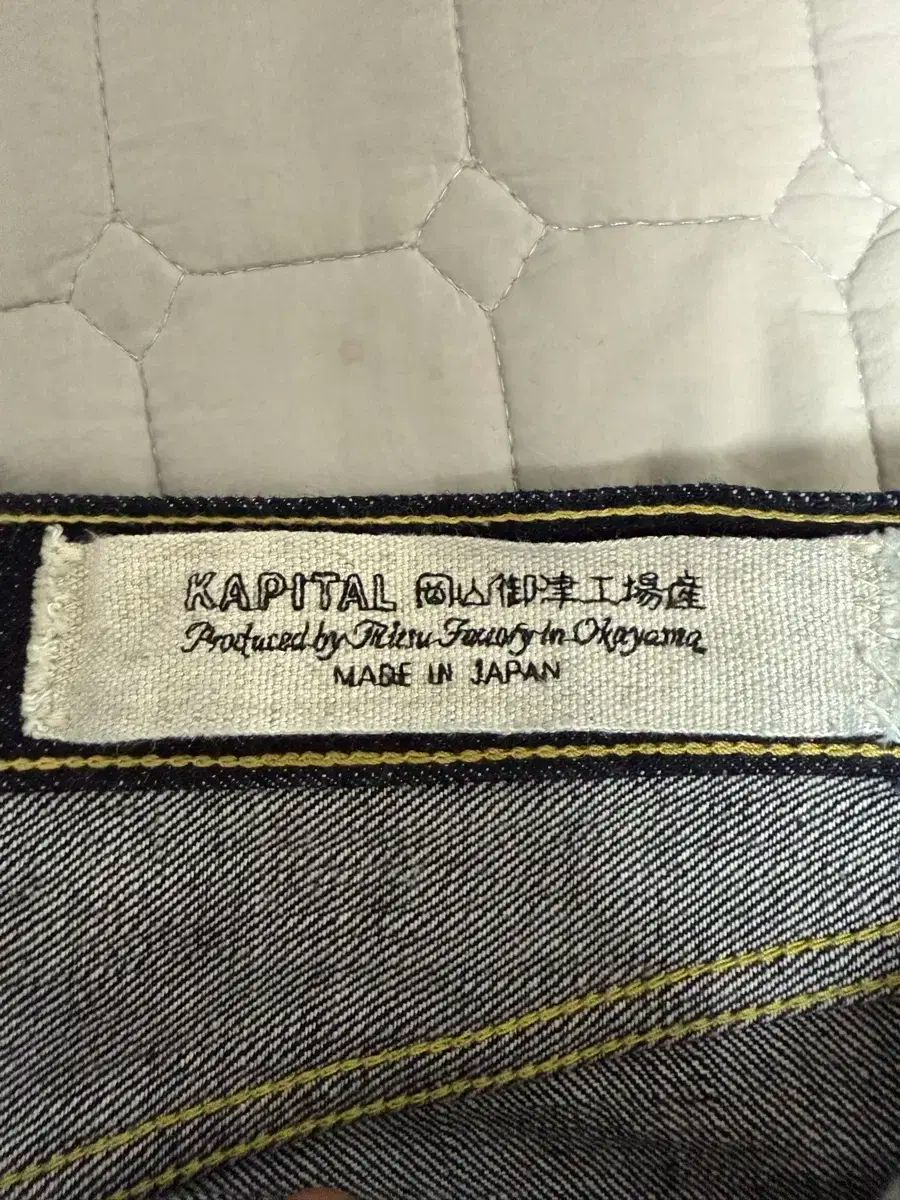 KAPITAL 岡山御津工場産
Produced by Mitsu Factory in Okayama
MADE IN JAPAN